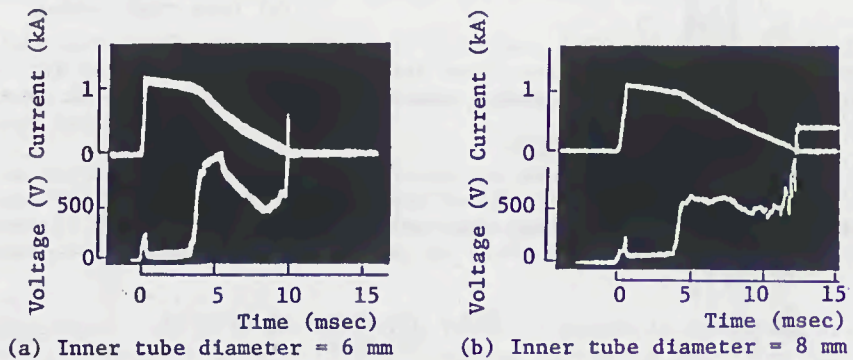 Current (kA)
1
0
Voltage (V)
500
0
0 5 10 15
Time (msec)
(a) Inner tube diameter = 6 mm
Current (kA)
1
0
Voltage (V)
500
0
0 5 10 15
Time (msec)
(b) Inner tube diameter = 8 mm